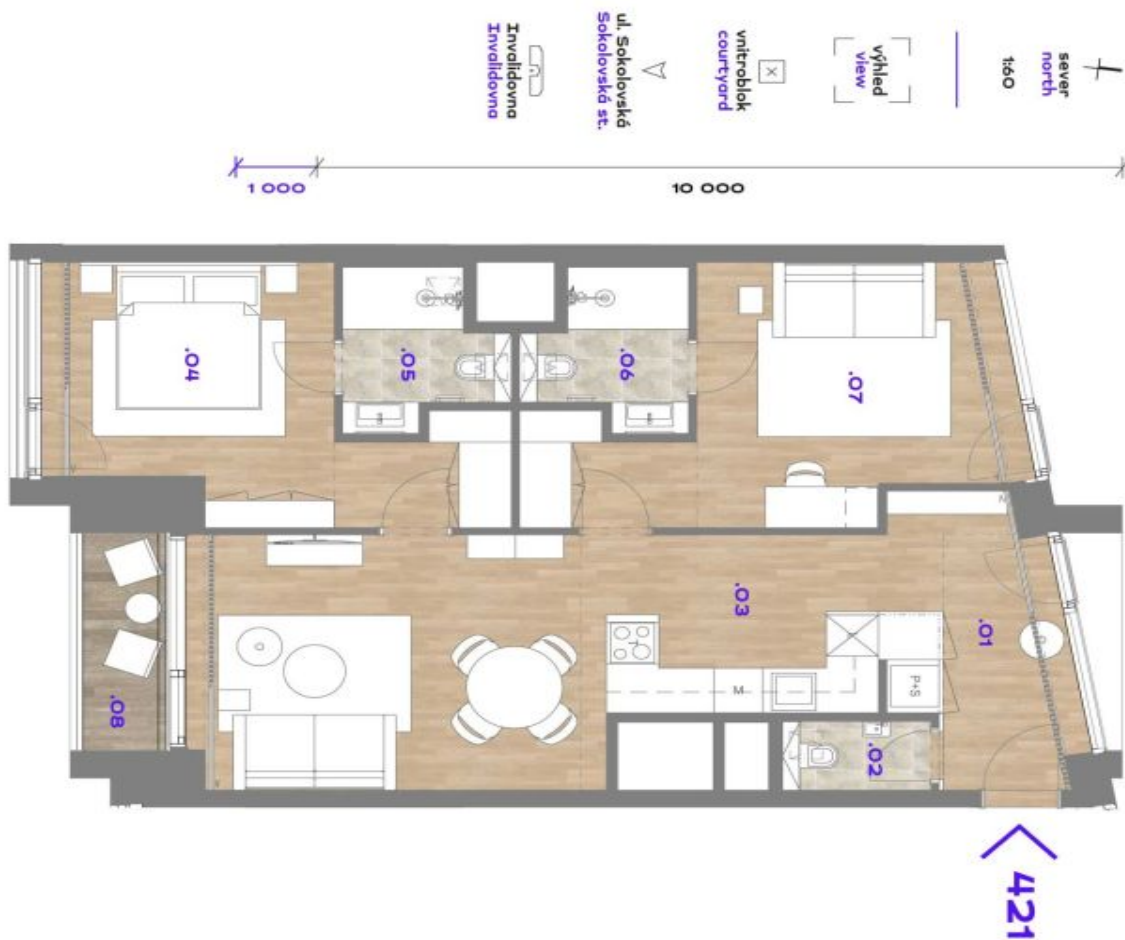 sever
north
1:60
výhled
view
vnitroblok
courtyard
ul. Sokolovská
Sokolovská st.
Invalidovna
Invalidovna
1 000
10 000
.04
.05
.06
.07
.03
.01
M
P+S
.02
.08
421